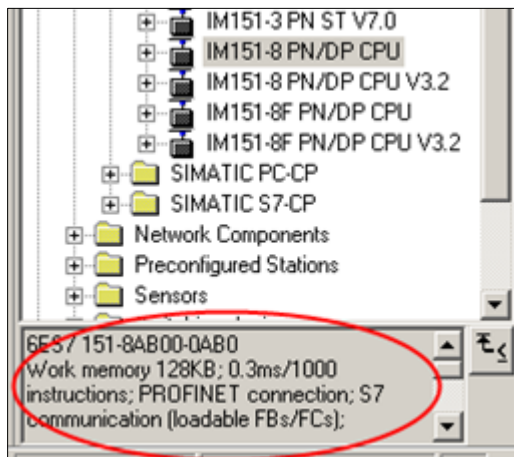 IM151-3 PN ST V7.0
IM151-8 PN/DP CPU
IM151-8 PN/DP CPU V3.2
IM151-8F PN/DP CPU
IM151-8F PN/DP CPU V3.2
SIMATIC PC-CP
SIMATIC S7-CP
Network Components
Preconfigured Stations
Sensors
6ES7 151-8AB00-0AB0
Work memory 128KB; 0.3ms/1000
instructions; PROFINET connection; S7
communication (loadable FBs/FCs);